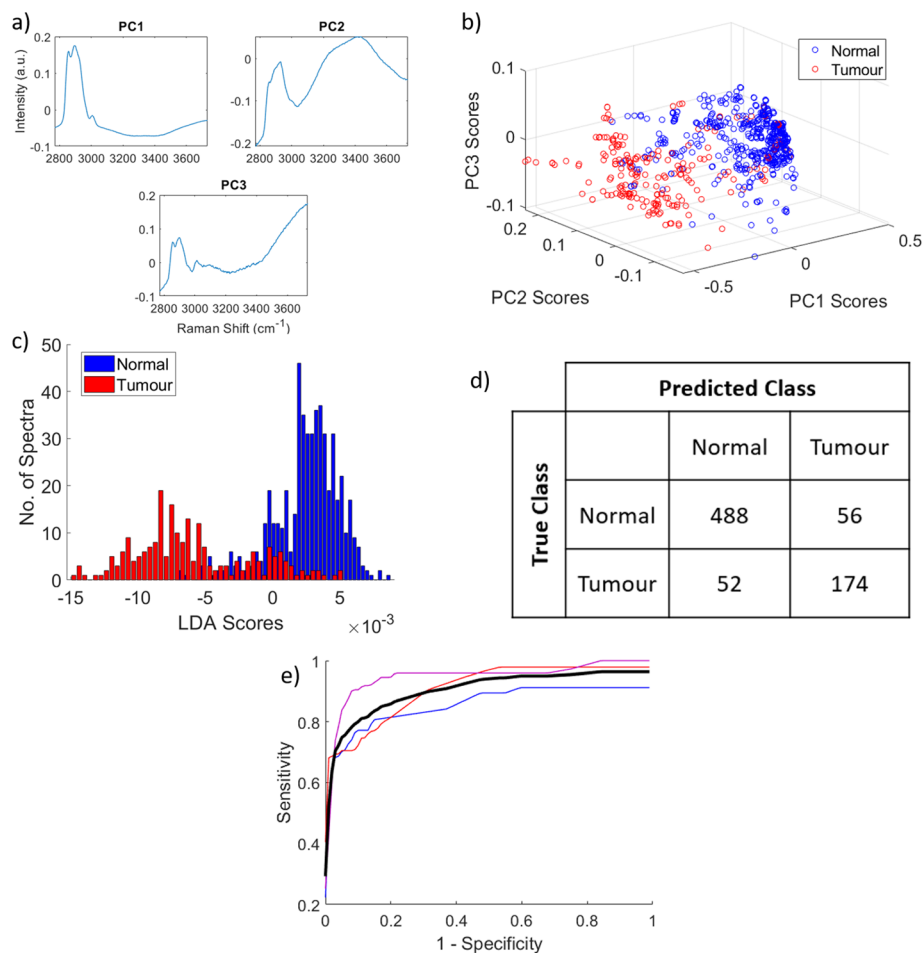 a)
PC1
Intensity (a.u.)
0.2
0.1
0
-0.1
2800 3000 3200 3400 3600
PC2
0
-0.1
-0.2
2800 3000 3200 3400 3600
PC3
0.2
0.1
0
-0.1
2800 3000 3200 3400 3600
Raman Shift (cm⁻¹)
b)
Normal
Tumour
PC3 Scores
0.1
0
-0.1
0.2
0.1
0
-0.1
PC2 Scores
-0.5
0
0.5
PC1 Scores
c)
Normal
Tumour
No. of Spectra
50
40
30
20
10
0
-15 -10 -5 0 5
LDA Scores
×10⁻³
d)
Predicted Class
True Class
Normal Tumour
Normal 488 56
Tumour 52 174
e)
Sensitivity
1
0.8
0.6
0.4
0.2
0 0.2 0.4 0.6 0.8 1
1 - Specificity